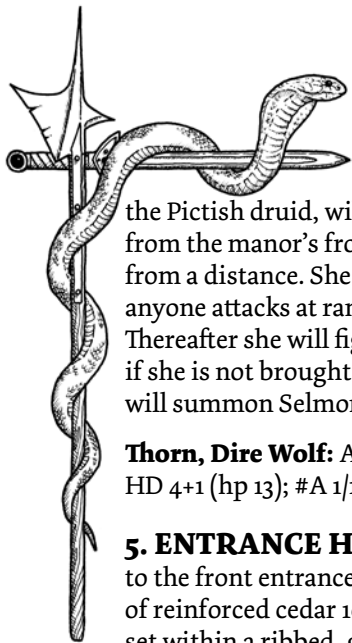 the Pictish druid, wi
from the manor's fro
from a distance. She
anyone attacks at ran
Thereafter she will fig
if she is not brought
will summon Selmo
Thorn, Dire Wolf: A
HD 4+1 (hp 13); #A 1/
5. ENTRANCE H
to the front entrance
of reinforced cedar 1
set within a ribbed,